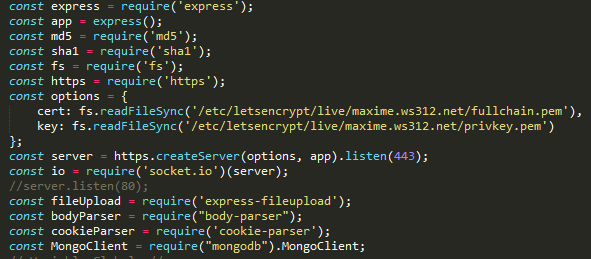 const express = require('express');
const app = express();
const md5 = require('md5');
const sha1 = require('sha1');
const fs = require('fs');
const https = require('https');
const options = {
    cert: fs.readFileSync('/etc/letsencrypt/live/maxime.ws312.net/fullchain.pem'),
    key: fs.readFileSync('/etc/letsencrypt/live/maxime.ws312.net/privkey.pem')
};
const server = https.createServer(options, app).listen(443);
const io = require('socket.io')(server);
//server.listen(80);
const fileUpload = require('express-fileupload');
const bodyParser = require("body-parser");
const cookieParser = require('cookie-parser');
const MongoClient = require("mongodb").MongoClient;